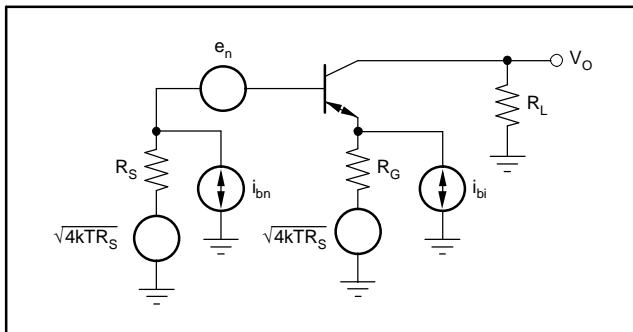 e_n
V_O
R_L
R_S
i_bn
R_G
i_bi
√4kTR_S
√4kTR_S